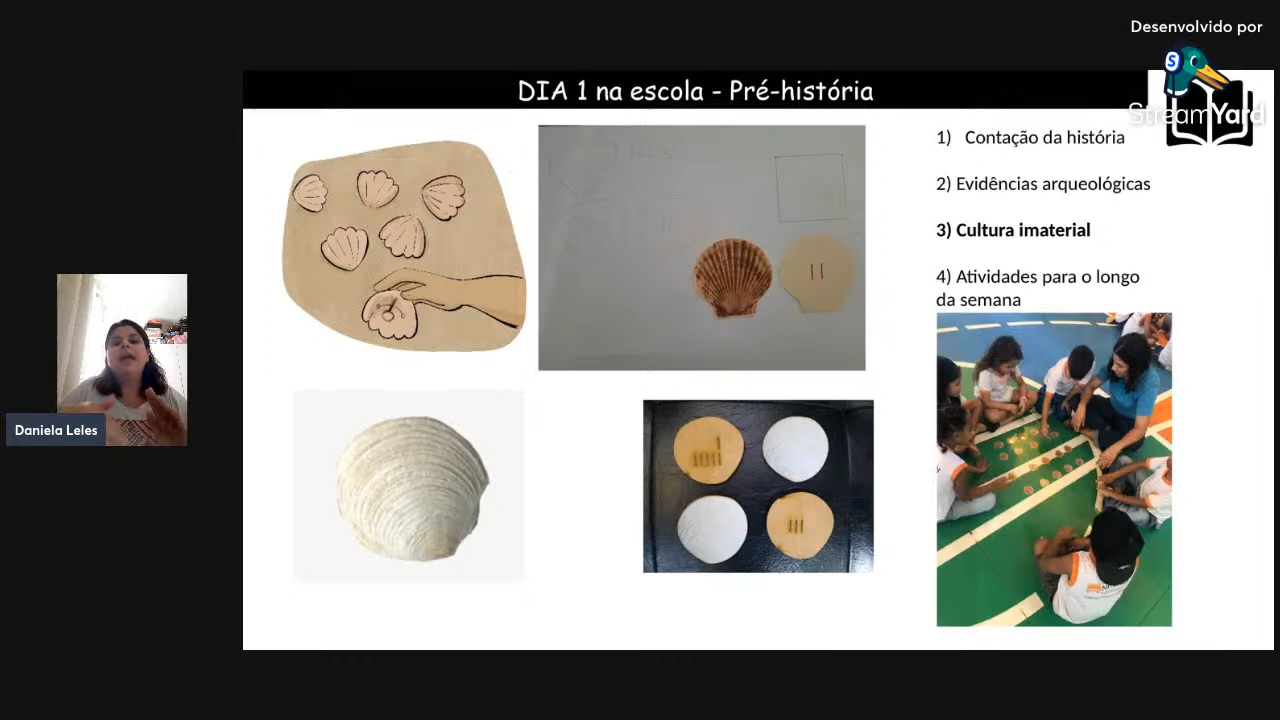 Desenvolvido por
StreamYard
DIA 1 na escola - Pré-história
1) Contação da história
2) Evidências arqueológicas
3) Cultura imaterial
4) Atividades para o longo
da semana
Daniela Leles